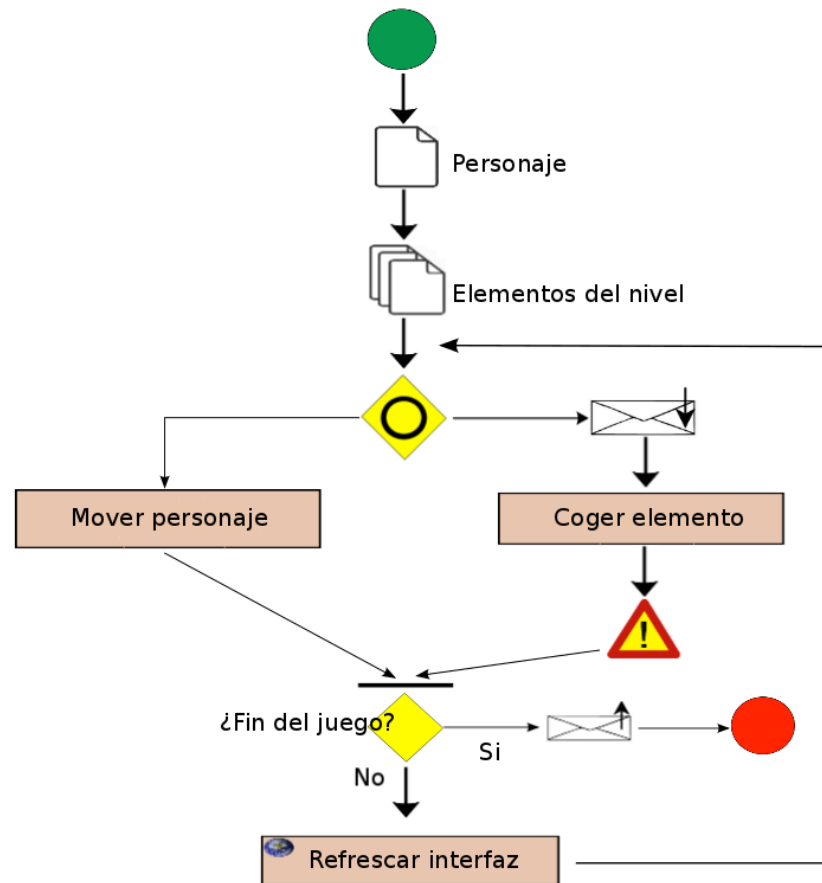 Personaje
Elementos del nivel
Mover personaje
Coger elemento
!
¿Fin del juego?
Si
No
Refrescar interfaz